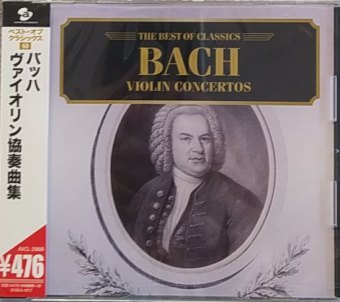 ベスト・オブ
クラシックス
68
バッハ
ヴァイオリン協奏曲集
¥476
THE BEST OF CLASSICS
BACH
VIOLIN CONCERTOS